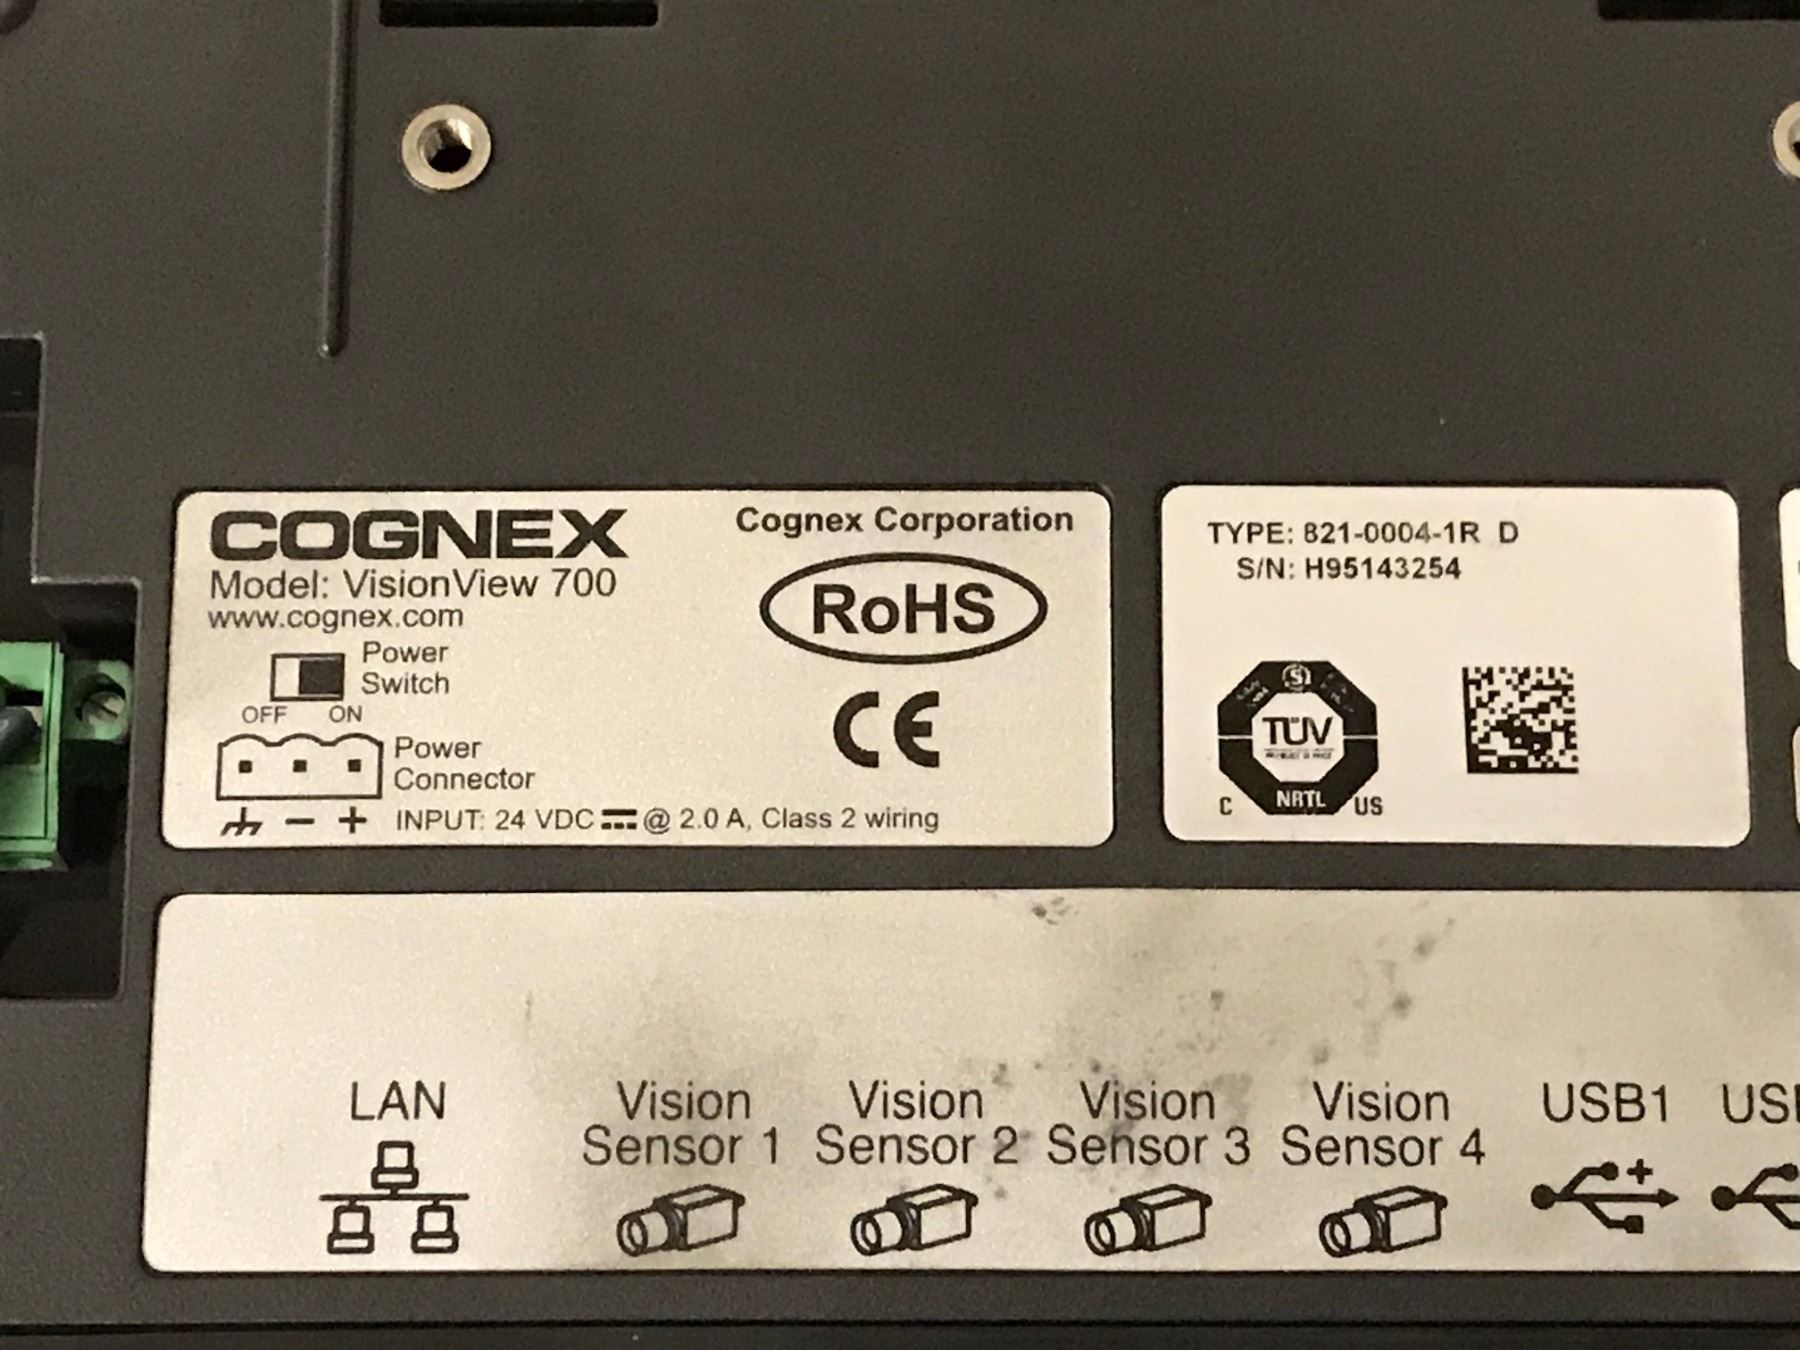 COGNEX
Model: VisionView 700
www.cognex.com
Cognex Corporation
RoHS
CE
Power
Switch
OFF ON
Power
Connector
- +
INPUT: 24 VDC @ 2.0 A, Class 2 wiring
TYPE: 821-0004-1R D
S/N: H95143254
S
TÜV
C NRTL US
LAN
Vision
Sensor 1
Vision
Sensor 2
Vision
Sensor 3
Vision
Sensor 4
USB1